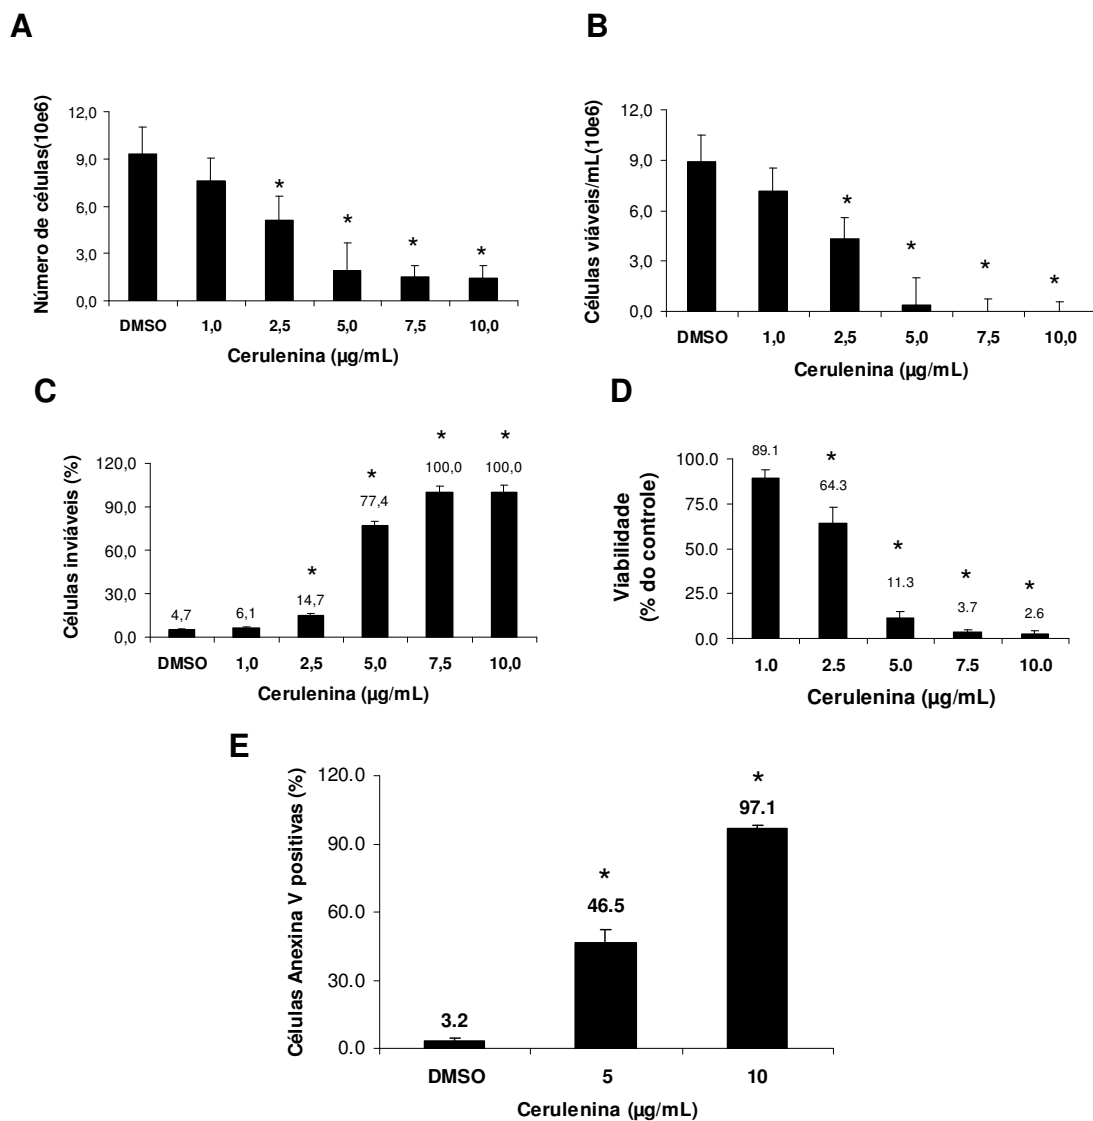 A
Número de células(10e6)
12,0
9,0
6,0
3,0
0,0
*
*
*
*
DMSO 1,0 2,5 5,0 7,5 10,0
Cerulenina (µg/mL)
B
Células viáveis/mL(10e6)
12,0
9,0
6,0
3,0
0,0
*
*
*
*
DMSO 1,0 2,5 5,0 7,5 10,0
Cerulenina (µg/mL)
C
Células inviáveis (%)
120,0
90,0
60,0
30,0
0,0
* * * *
4,7 6,1 14,7 77,4 100,0 100,0
DMSO 1,0 2,5 5,0 7,5 10,0
Cerulenina (µg/mL)
D
Viabilidade
(% do controle)
100.0
75.0
50.0
25.0
0.0
* * * *
89.1 64.3 11.3 3.7 2.6
1.0 2.5 5.0 7.5 10.0
Cerulenina (µg/mL)
E
Células Anexina V positivas (%)
120.0
90.0
60.0
30.0
0.0
* *
3.2 46.5 97.1
DMSO 5 10
Cerulenina (µg/mL)